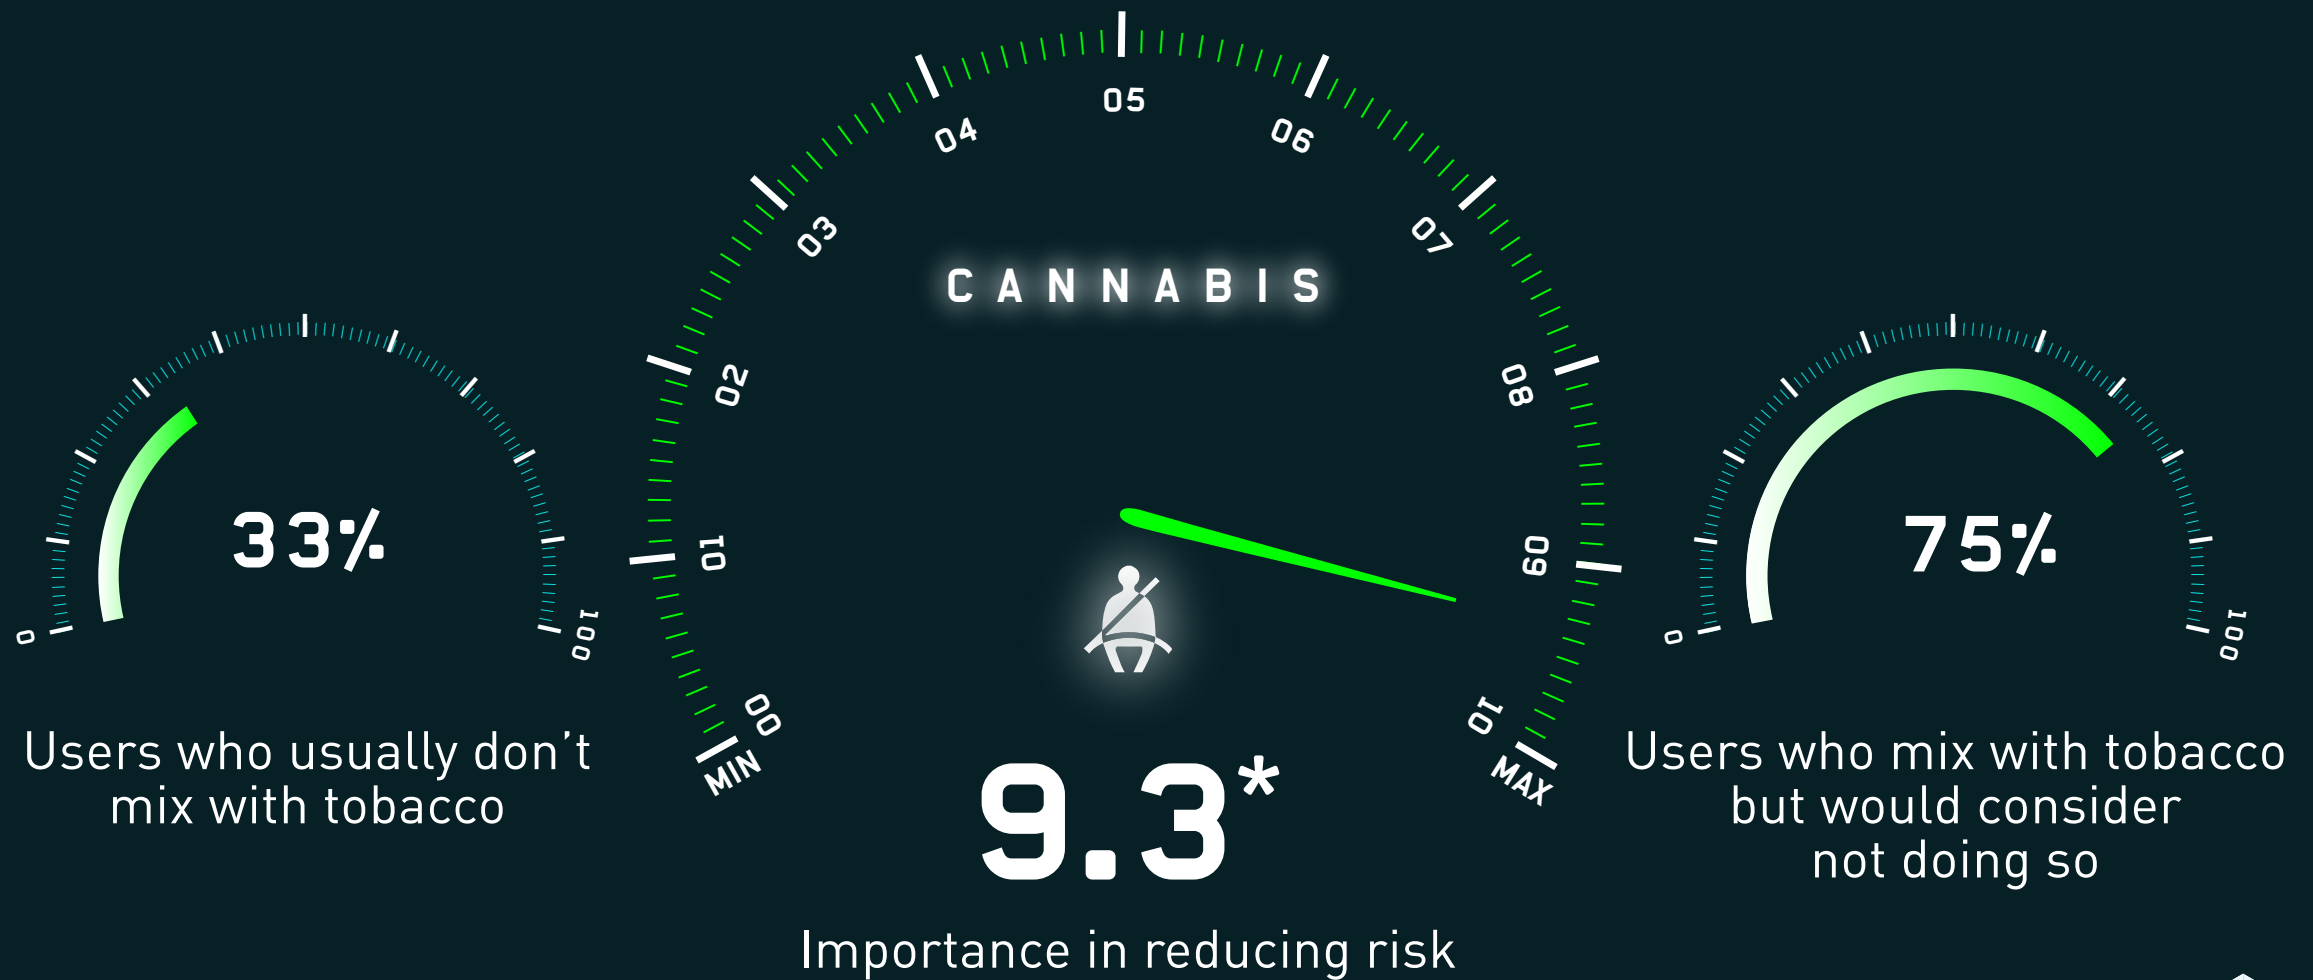 CANNABIS
MIN
00
10
02
03
04
05
06
07
08
09
10
MAX
9.3*
Importance in reducing risk
0
100
33%
Users who usually don’t
mix with tobacco
0
100
75%
Users who mix with tobacco
but would consider
not doing so